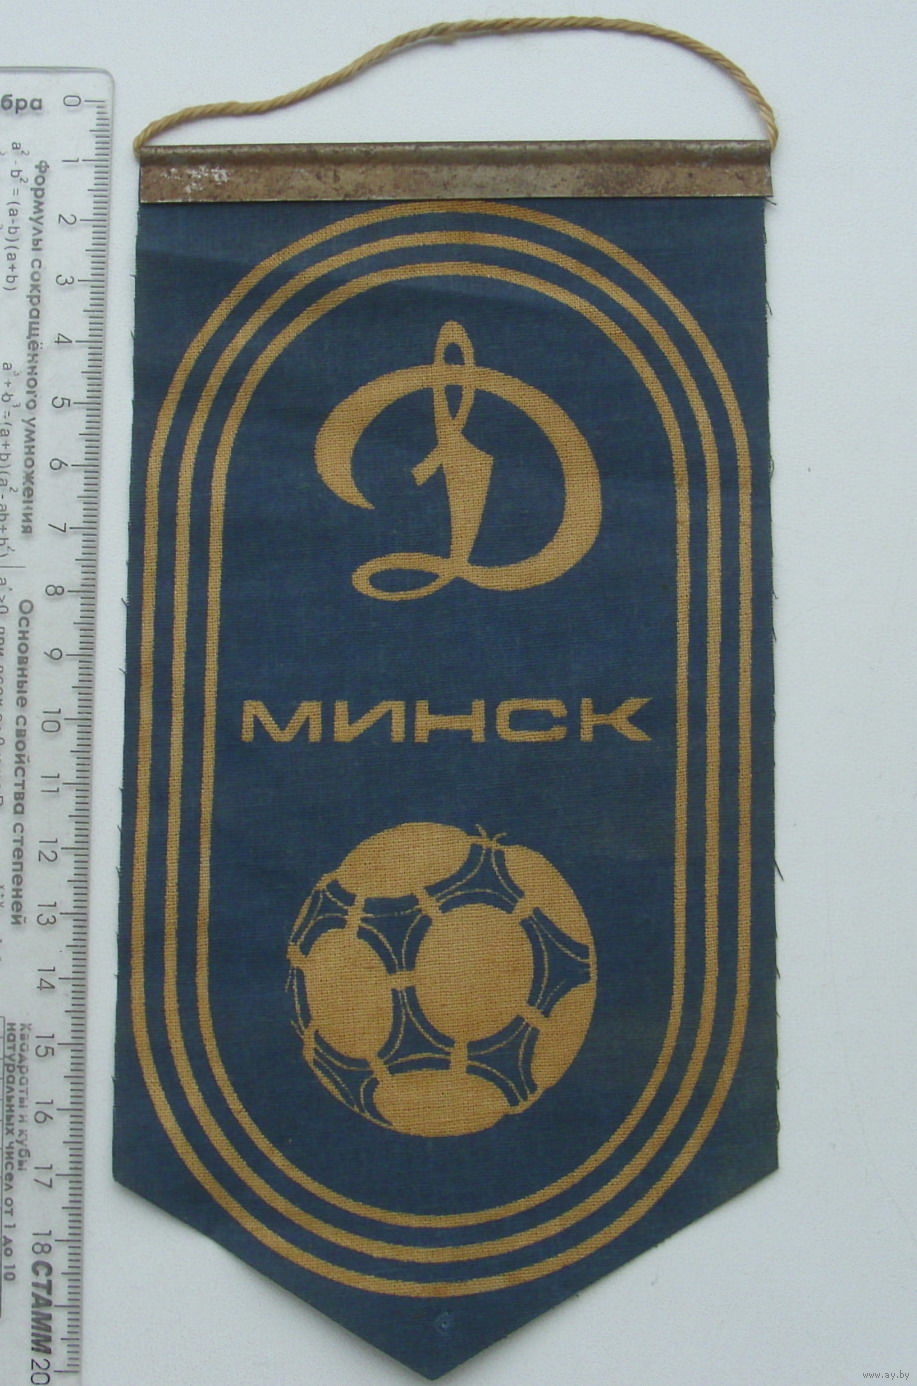 Д
МИНСК
бра
Формулы сокращённого умножения
a² - b² = (a-b)(a+b)
Основные свойства степеней
Квадраты и кубы
натуральных чисел от 1 до 10
0
1
2
3
4
5
6
7
8
9
10
11
12
13
14
15
16
17
18
СТАММ
20
www.ay.by